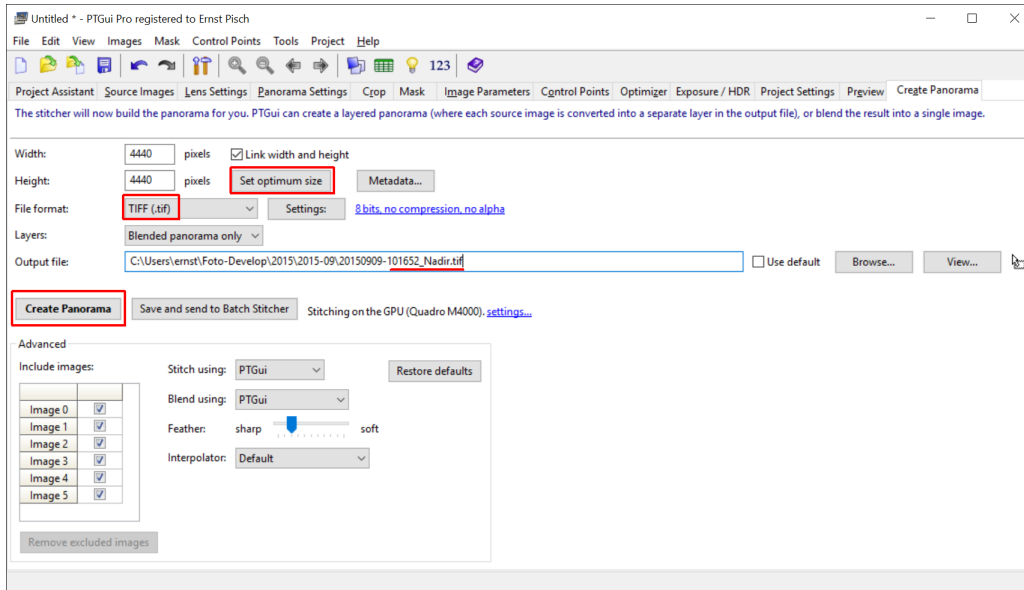 Untitled * - PTGui Pro registered to Ernst Pisch
File Edit View Images Mask Control Points Tools Project Help
123
Project Assistant Source Images Lens Settings Panorama Settings Crop Mask Image Parameters Control Points Optimizer Exposure / HDR Project Settings Preview Create Panorama
The stitcher will now build the panorama for you. PTGui can create a layered panorama (where each source image is converted into a separate layer in the output file), or blend the result into a single image.
Width: 4440 pixels Link width and height
Height: 4440 pixels Set optimum size Metadata...
File format: TIFF (.tif) Settings: 8 bits, no compression, no alpha
Layers: Blended panorama only
Output file: C:\Users\ernst\Foto-Develop\2015\2015-09\20150909-101652_Nadir.tif Use default Browse... View...
Create Panorama Save and send to Batch Stitcher Stitching on the GPU (Quadro M4000). settings...
Advanced
Include images: Stitch using: PTGui Restore defaults
Blend using: PTGui
Image 0
Image 1 Feather: sharp soft
Image 2
Image 3 Interpolator: Default
Image 4
Image 5
Remove excluded images